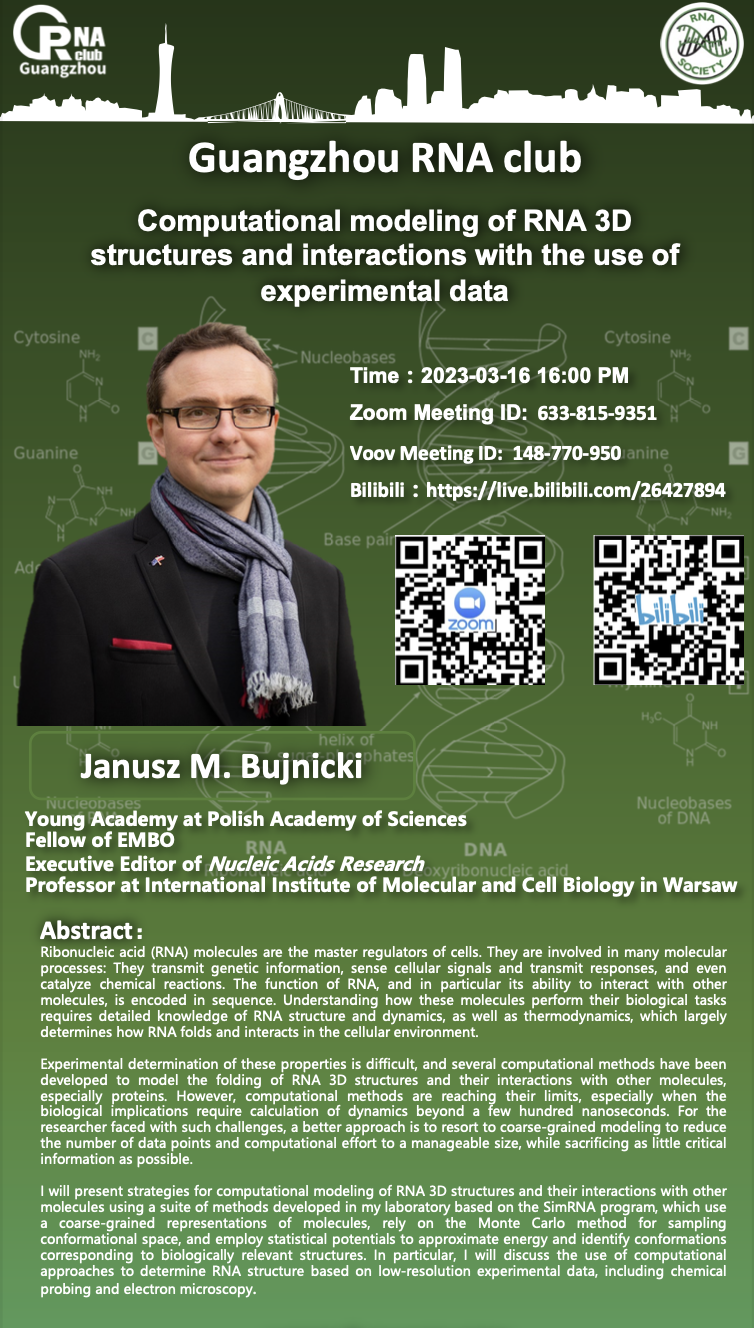 RNA
club
Guangzhou
RNA
SOCIETY
Guangzhou RNA club
Computational modeling of RNA 3D
structures and interactions with the use of
experimental data
Cytosine
C
Nucleobases
Cytosine
C
NH₂
N
N
H
O
NH₂
N
N
H
O
Time：2023-03-16 16:00 PM
Zoom Meeting ID: 633-815-9351
Guanine
G
Voov Meeting ID: 148-770-950
uanine
Bilibili：https://live.bilibili.com/26427894
O
N
NH
N
H
N
NH₂
Base pair
Ad
zoom
bilibili
H₃C
O
NH
N
H
O
helix of
sugar-phosphates
Janusz M. Bujnicki
Nucleobases
Nucleobases
of DNA
Young Academy at Polish Academy of Sciences
Fellow of EMBO
RNA
DNA
Executive Editor of Nucleic Acids Research
Ribonucleic acid
Deoxyribonucleic acid
Professor at International Institute of Molecular and Cell Biology in Warsaw
Abstract：
Ribonucleic acid (RNA) molecules are the master regulators of cells. They are involved in many molecular
processes: They transmit genetic information, sense cellular signals and transmit responses, and even
catalyze chemical reactions. The function of RNA, and in particular its ability to interact with other
molecules, is encoded in sequence. Understanding how these molecules perform their biological tasks
requires detailed knowledge of RNA structure and dynamics, as well as thermodynamics, which largely
determines how RNA folds and interacts in the cellular environment.
Experimental determination of these properties is difficult, and several computational methods have been
developed to model the folding of RNA 3D structures and their interactions with other molecules,
especially proteins. However, computational methods are reaching their limits, especially when the
biological implications require calculation of dynamics beyond a few hundred nanoseconds. For the
researcher faced with such challenges, a better approach is to resort to coarse-grained modeling to reduce
the number of data points and computational effort to a manageable size, while sacrificing as little critical
information as possible.
I will present strategies for computational modeling of RNA 3D structures and their interactions with other
molecules using a suite of methods developed in my laboratory based on the SimRNA program, which use
a coarse-grained representations of molecules, rely on the Monte Carlo method for sampling
conformational space, and employ statistical potentials to approximate energy and identify conformations
corresponding to biologically relevant structures. In particular, I will discuss the use of computational
approaches to determine RNA structure based on low-resolution experimental data, including chemical
probing and electron microscopy.